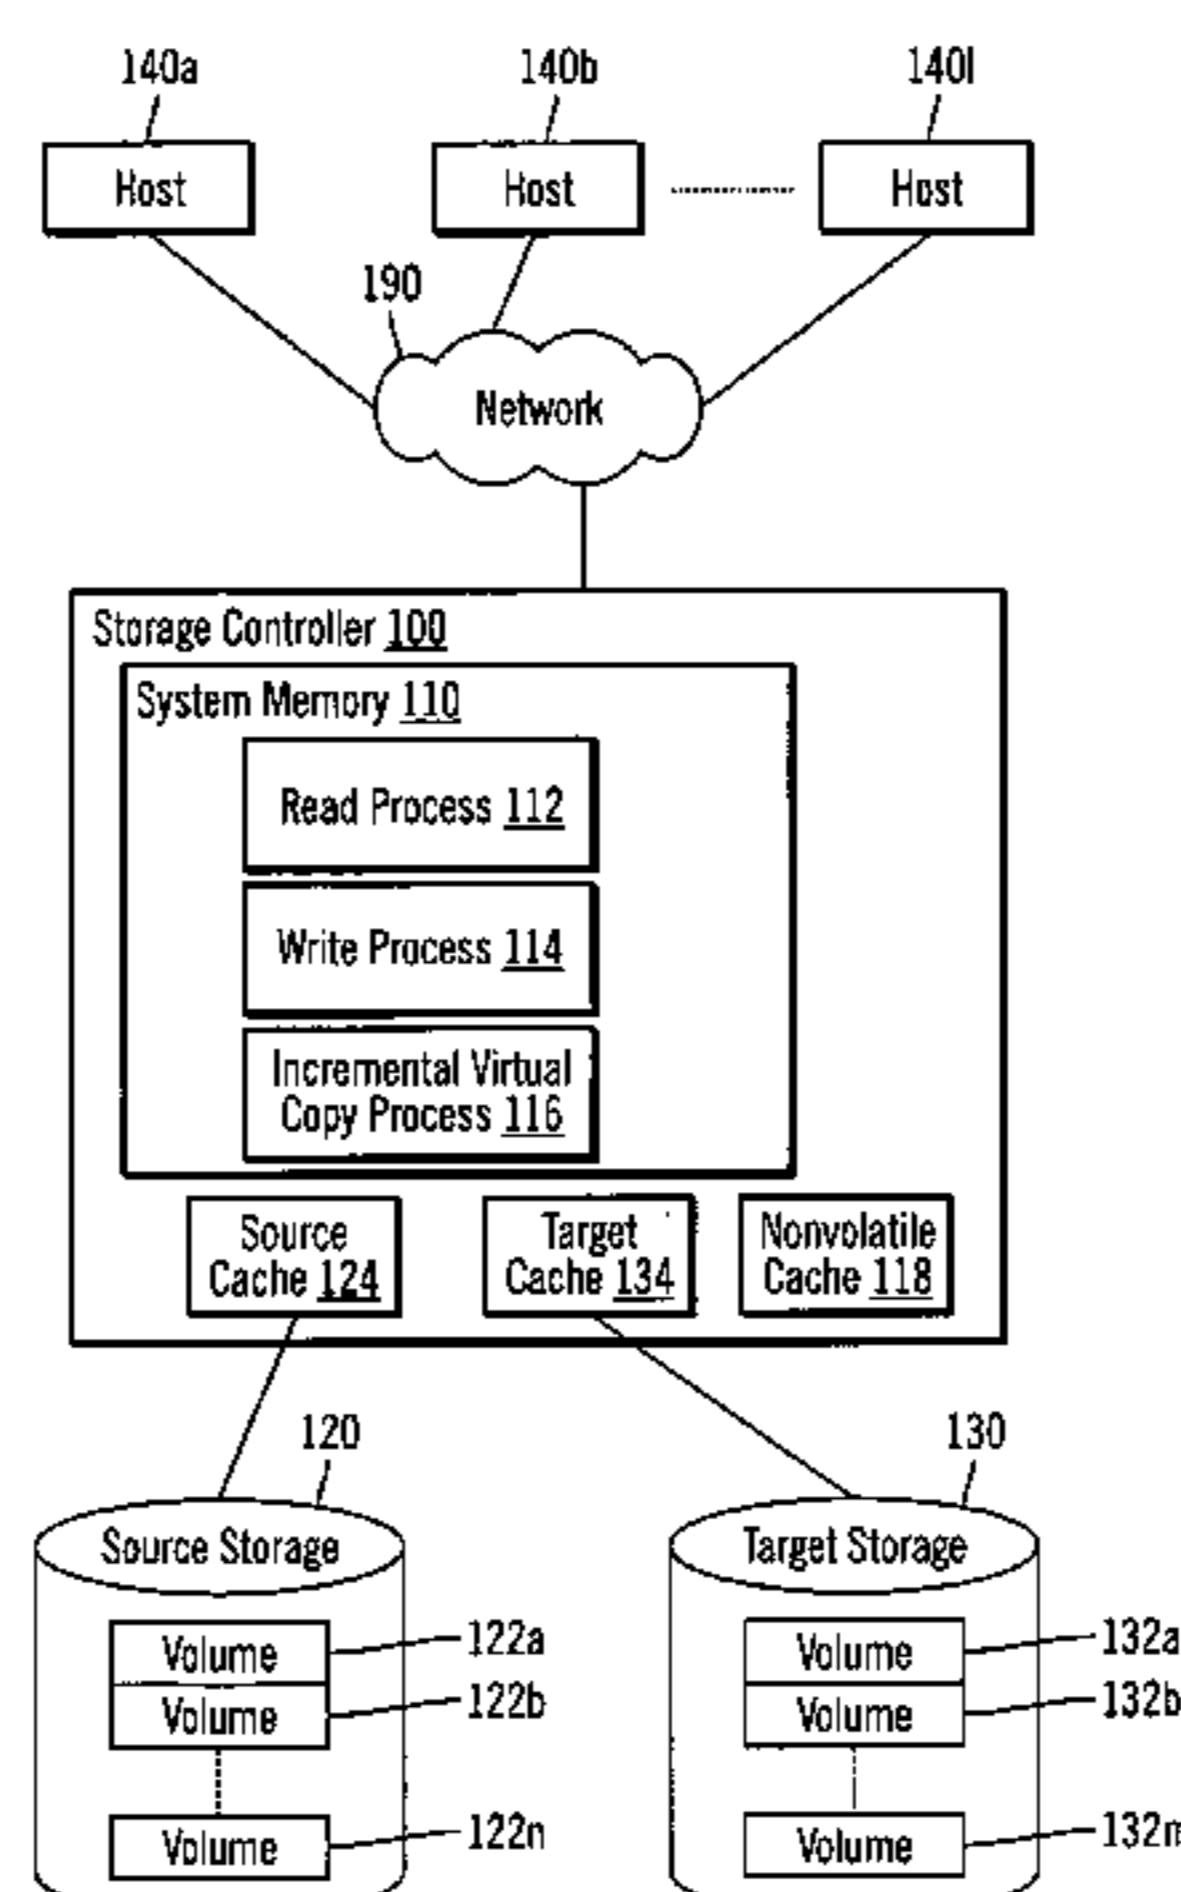 140a 140b 140l
Host Host Host
190
Network
Storage Controller 100
System Memory 110
Read Process 112
Write Process 114
Incremental Virtual
Copy Process 116
Source
Cache 124
Target
Cache 134
Nonvolatile
Cache 118
120
Source Storage
Volume 122a
Volume 122b
Volume 122n
130
Target Storage
Volume 132a
Volume 132b
Volume 132m